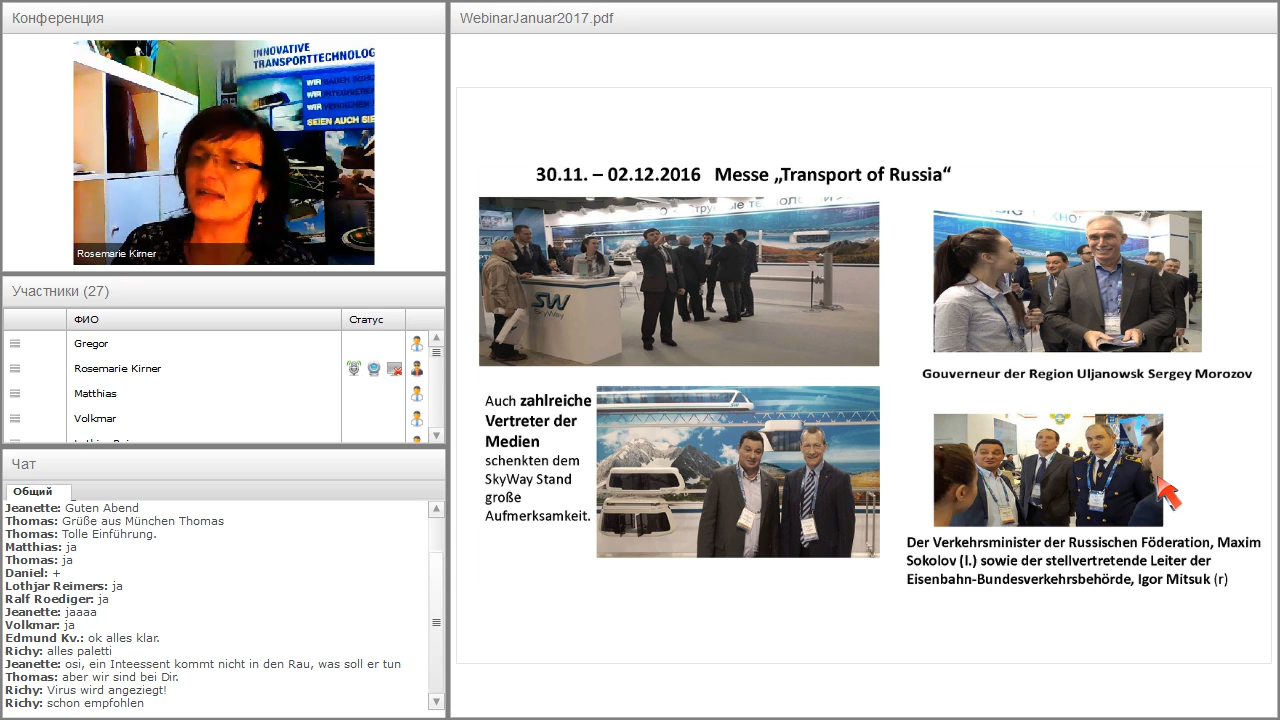 Конференция
INNOVATIVE
TRANSPORTTECHNOLOG
WIR
WIR
WIR
SEIEN AUCH SIE
Rosemarie Kirner
Участники (27)
ФИО
Статус
Gregor
Rosemarie Kirner
Matthias
Volkmar
Чат
Общий
Jeanette: Guten Abend
Thomas: Grüße aus München Thomas
Thomas: Tolle Einführung.
Matthias: ja
Thomas: ja
Daniel: +
Lothjar Reimers: ja
Ralf Roediger: ja
Jeanette: jaaaa
Volkmar: ja
Edmund Kv.: ok alles klar.
Richy: alles paletti
Jeanette: osi, ein Inteessent kommt nicht in den Rau, was soll er tun
Thomas: aber wir sind bei Dir.
Richy: Virus wird angeziegt!
Richy: schon empfohlen
WebinarJanuar2017.pdf
30.11. – 02.12.2016 Messe „Transport of Russia“
SW
SkyWay
Gouverneur der Region Uljanowsk Sergey Morozov
Auch zahlreiche
Vertreter der
Medien
schenkten dem
SkyWay Stand
große
Aufmerksamkeit.
Der Verkehrsminister der Russischen Föderation, Maxim
Sokolov (l.) sowie der stellvertretende Leiter der
Eisenbahn-Bundesverkehrsbehörde, Igor Mitsuk (r)